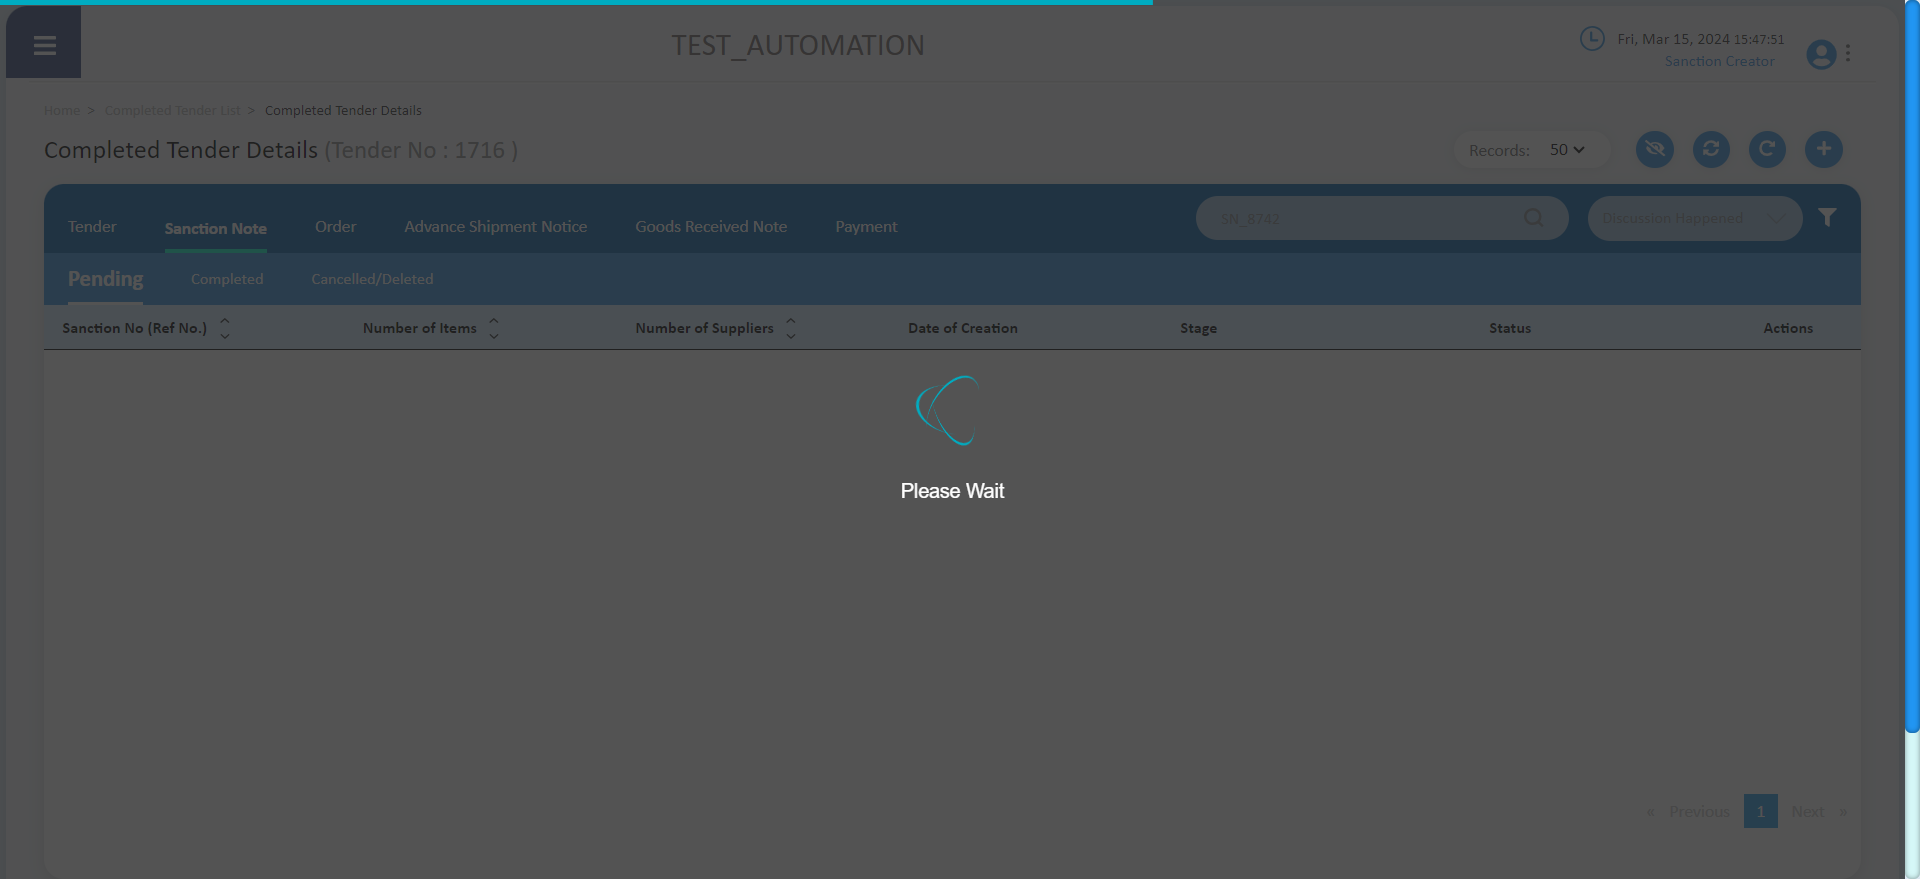 TEST_AUTOMATION
Fri, Mar 15, 2024 15:47:51
Sanction Creator
Home > Completed Tender List > Completed Tender Details
Completed Tender Details (Tender No : 1716 )
Records: 50
Tender Sanction Note Order Advance Shipment Notice Goods Received Note Payment SN_8742 Discussion Happened
Pending Completed Cancelled/Deleted
Sanction No (Ref No.) Number of Items Number of Suppliers Date of Creation Stage Status Actions
Please Wait
« Previous 1 Next »